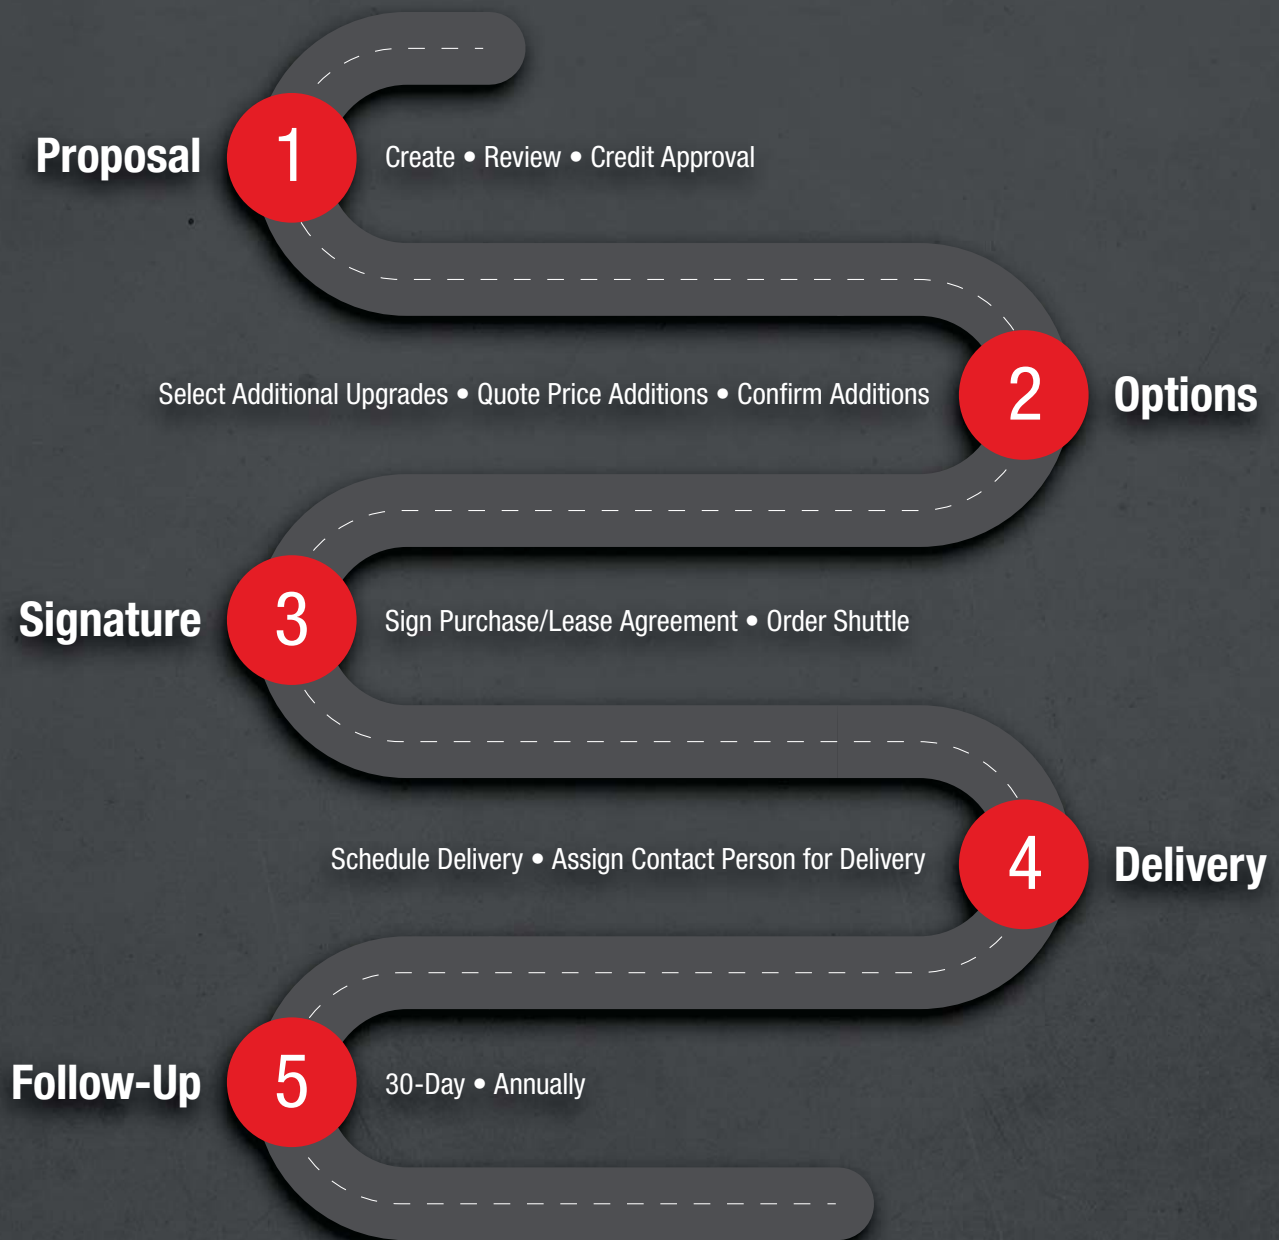 Proposal 1 Create • Review • Credit Approval
Select Additional Upgrades • Quote Price Additions • Confirm Additions 2 Options
Signature 3 Sign Purchase/Lease Agreement • Order Shuttle
Schedule Delivery • Assign Contact Person for Delivery 4 Delivery
Follow-Up 5 30-Day • Annually